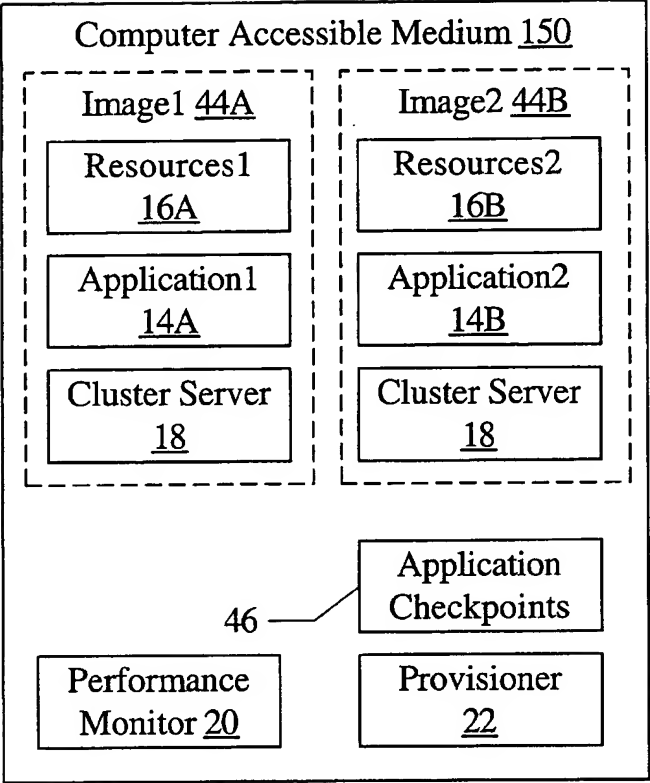 Computer Accessible Medium 150
Image1 44A
Resources1
16A
Application1
14A
Cluster Server
18
Image2 44B
Resources2
16B
Application2
14B
Cluster Server
18
Application
Checkpoints
46
Performance
Monitor 20
Provisioner
22